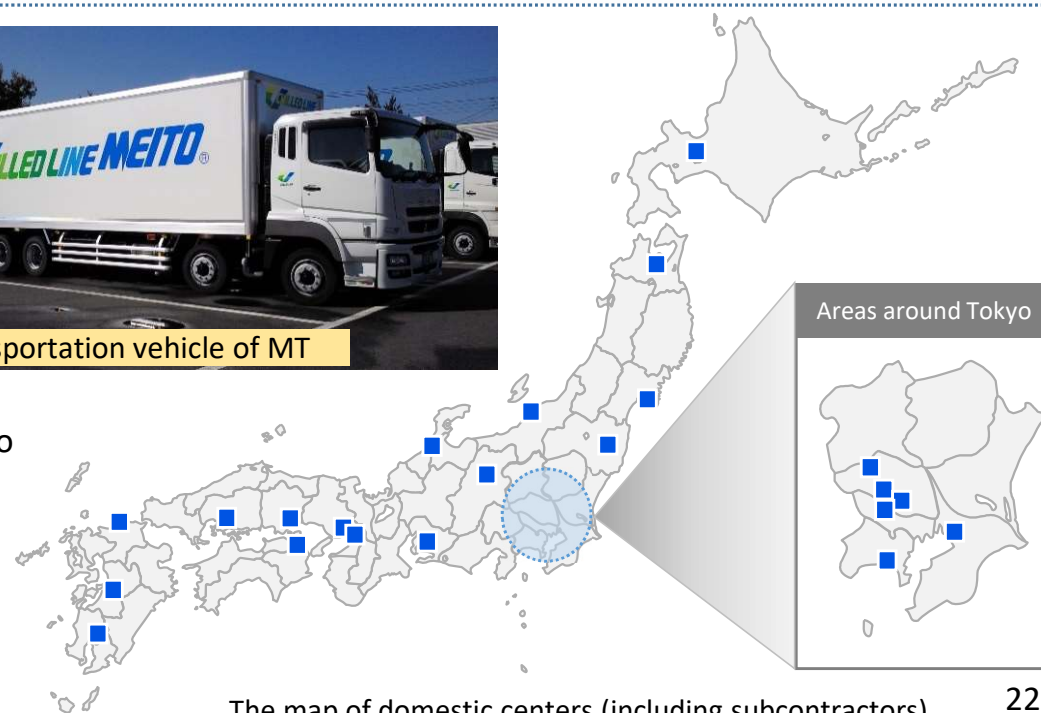 LLED LINE MEITO®
sportation vehicle of MT
Areas around Tokyo
o
The map of domestic centers (including subcontractors)
22